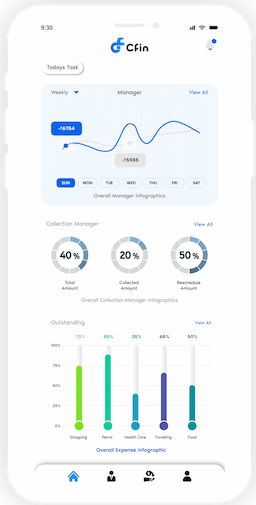 9:30
Cfin
Todays Task
Weekly Manager View All
-₹6784
-₹5985
SUN MON TUE WED THU FRI SAT
Overall Manager Infographics
Collection Manager View All
40 % 20 % 50 %
Total Amount Collected Amount Reschedule Amount
Overall Collection Manager Infographics
Outstanding View All
75% 85% 35% 65% 50%
100%
75%
50%
25%
0%
Shopping Petrol Health Care Travelling Food
Overall Expense Infographic